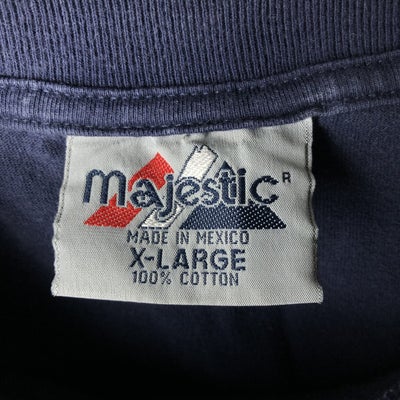 majestic R
MADE IN MEXICO
X-LARGE
100% COTTON